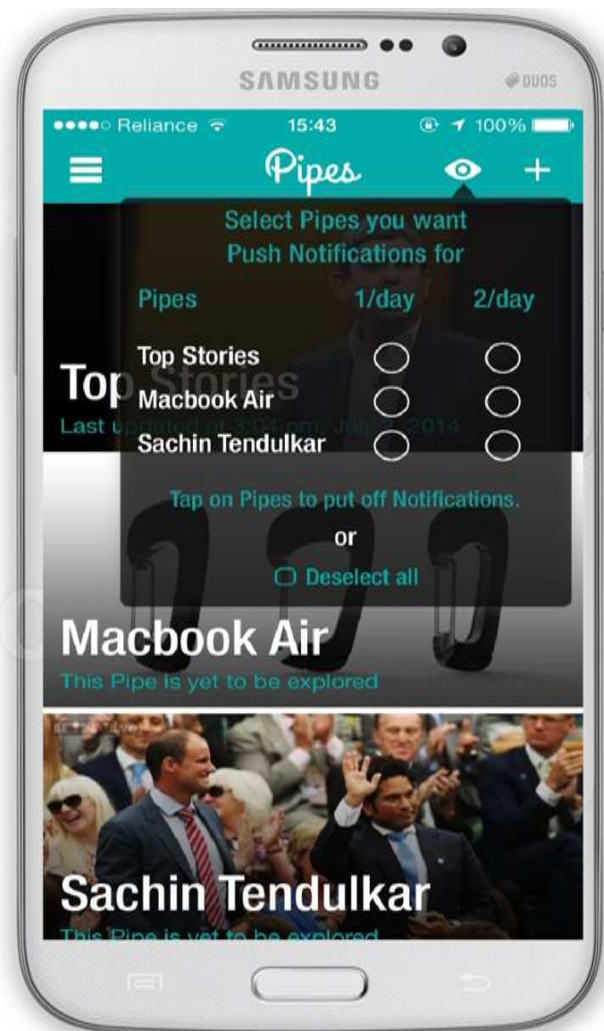 SAMSUNG
DUOS
Reliance 15:43 100%
Pipes
Select Pipes you want
Push Notifications for
Pipes 1/day 2/day
Top Stories
Macbook Air
Sachin Tendulkar
Tap on Pipes to put off Notifications.
or
Deselect all
Top Stories
Last updated at 3:04 pm, July 2014
Macbook Air
This Pipe is yet to be explored
Sachin Tendulkar
This Pipe is yet to be explored